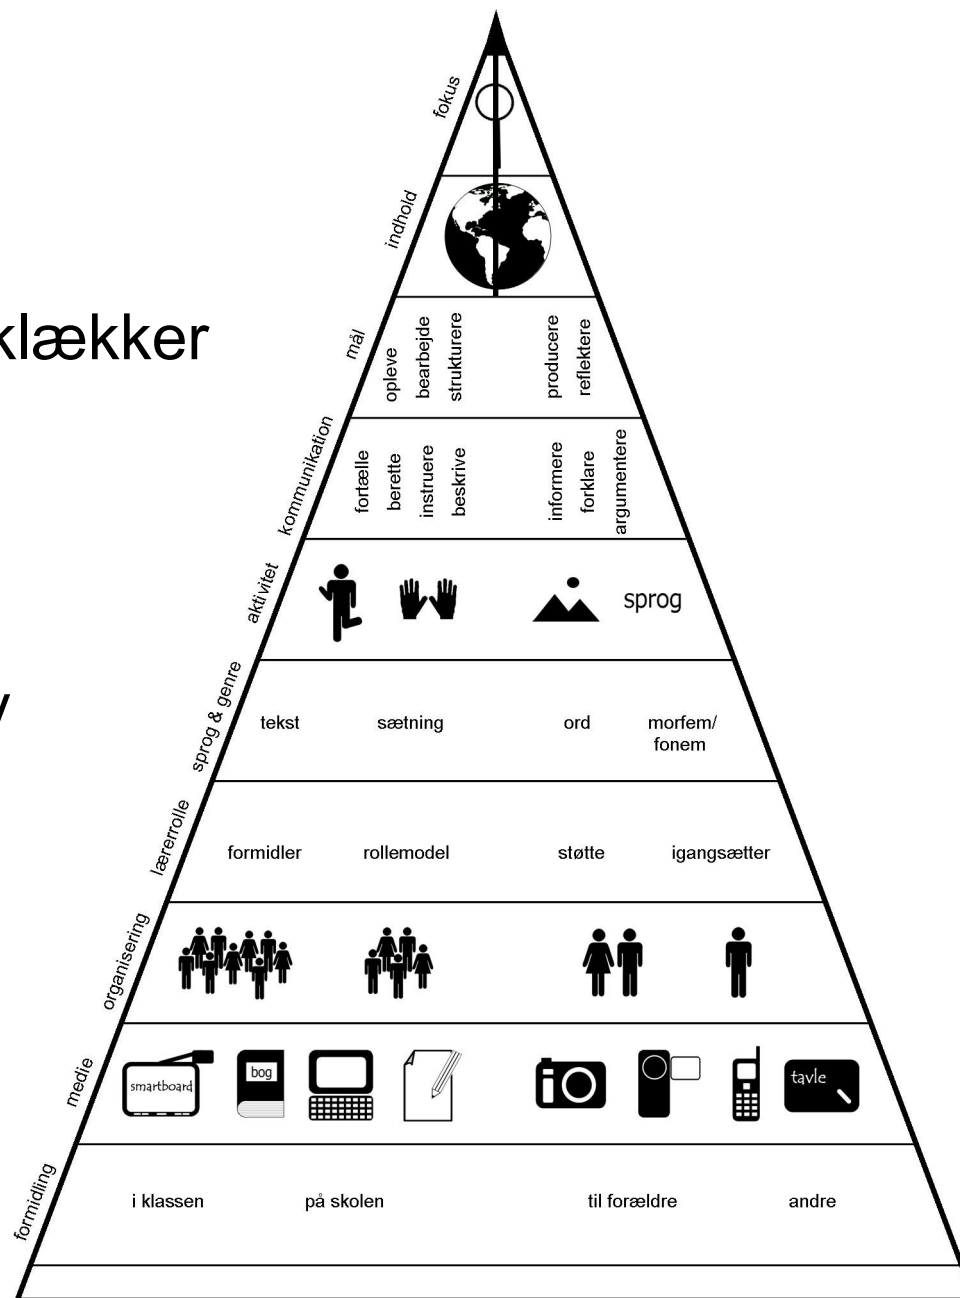 fokus
indhold
klækker
mål
opleve
bearbejde
strukturere
producere
reflektere
kommunikation
fortælle
berette
instruere
beskrive
informere
forklare
argumentere
aktivitet
sprog
sprog & genre
tekst sætning ord morfem/
fonem
lærerrolle
formidler rollemodel støtte igangsætter
organisering
medie
smartboard
bog
tavle
formidling
i klassen på skolen til forældre andre